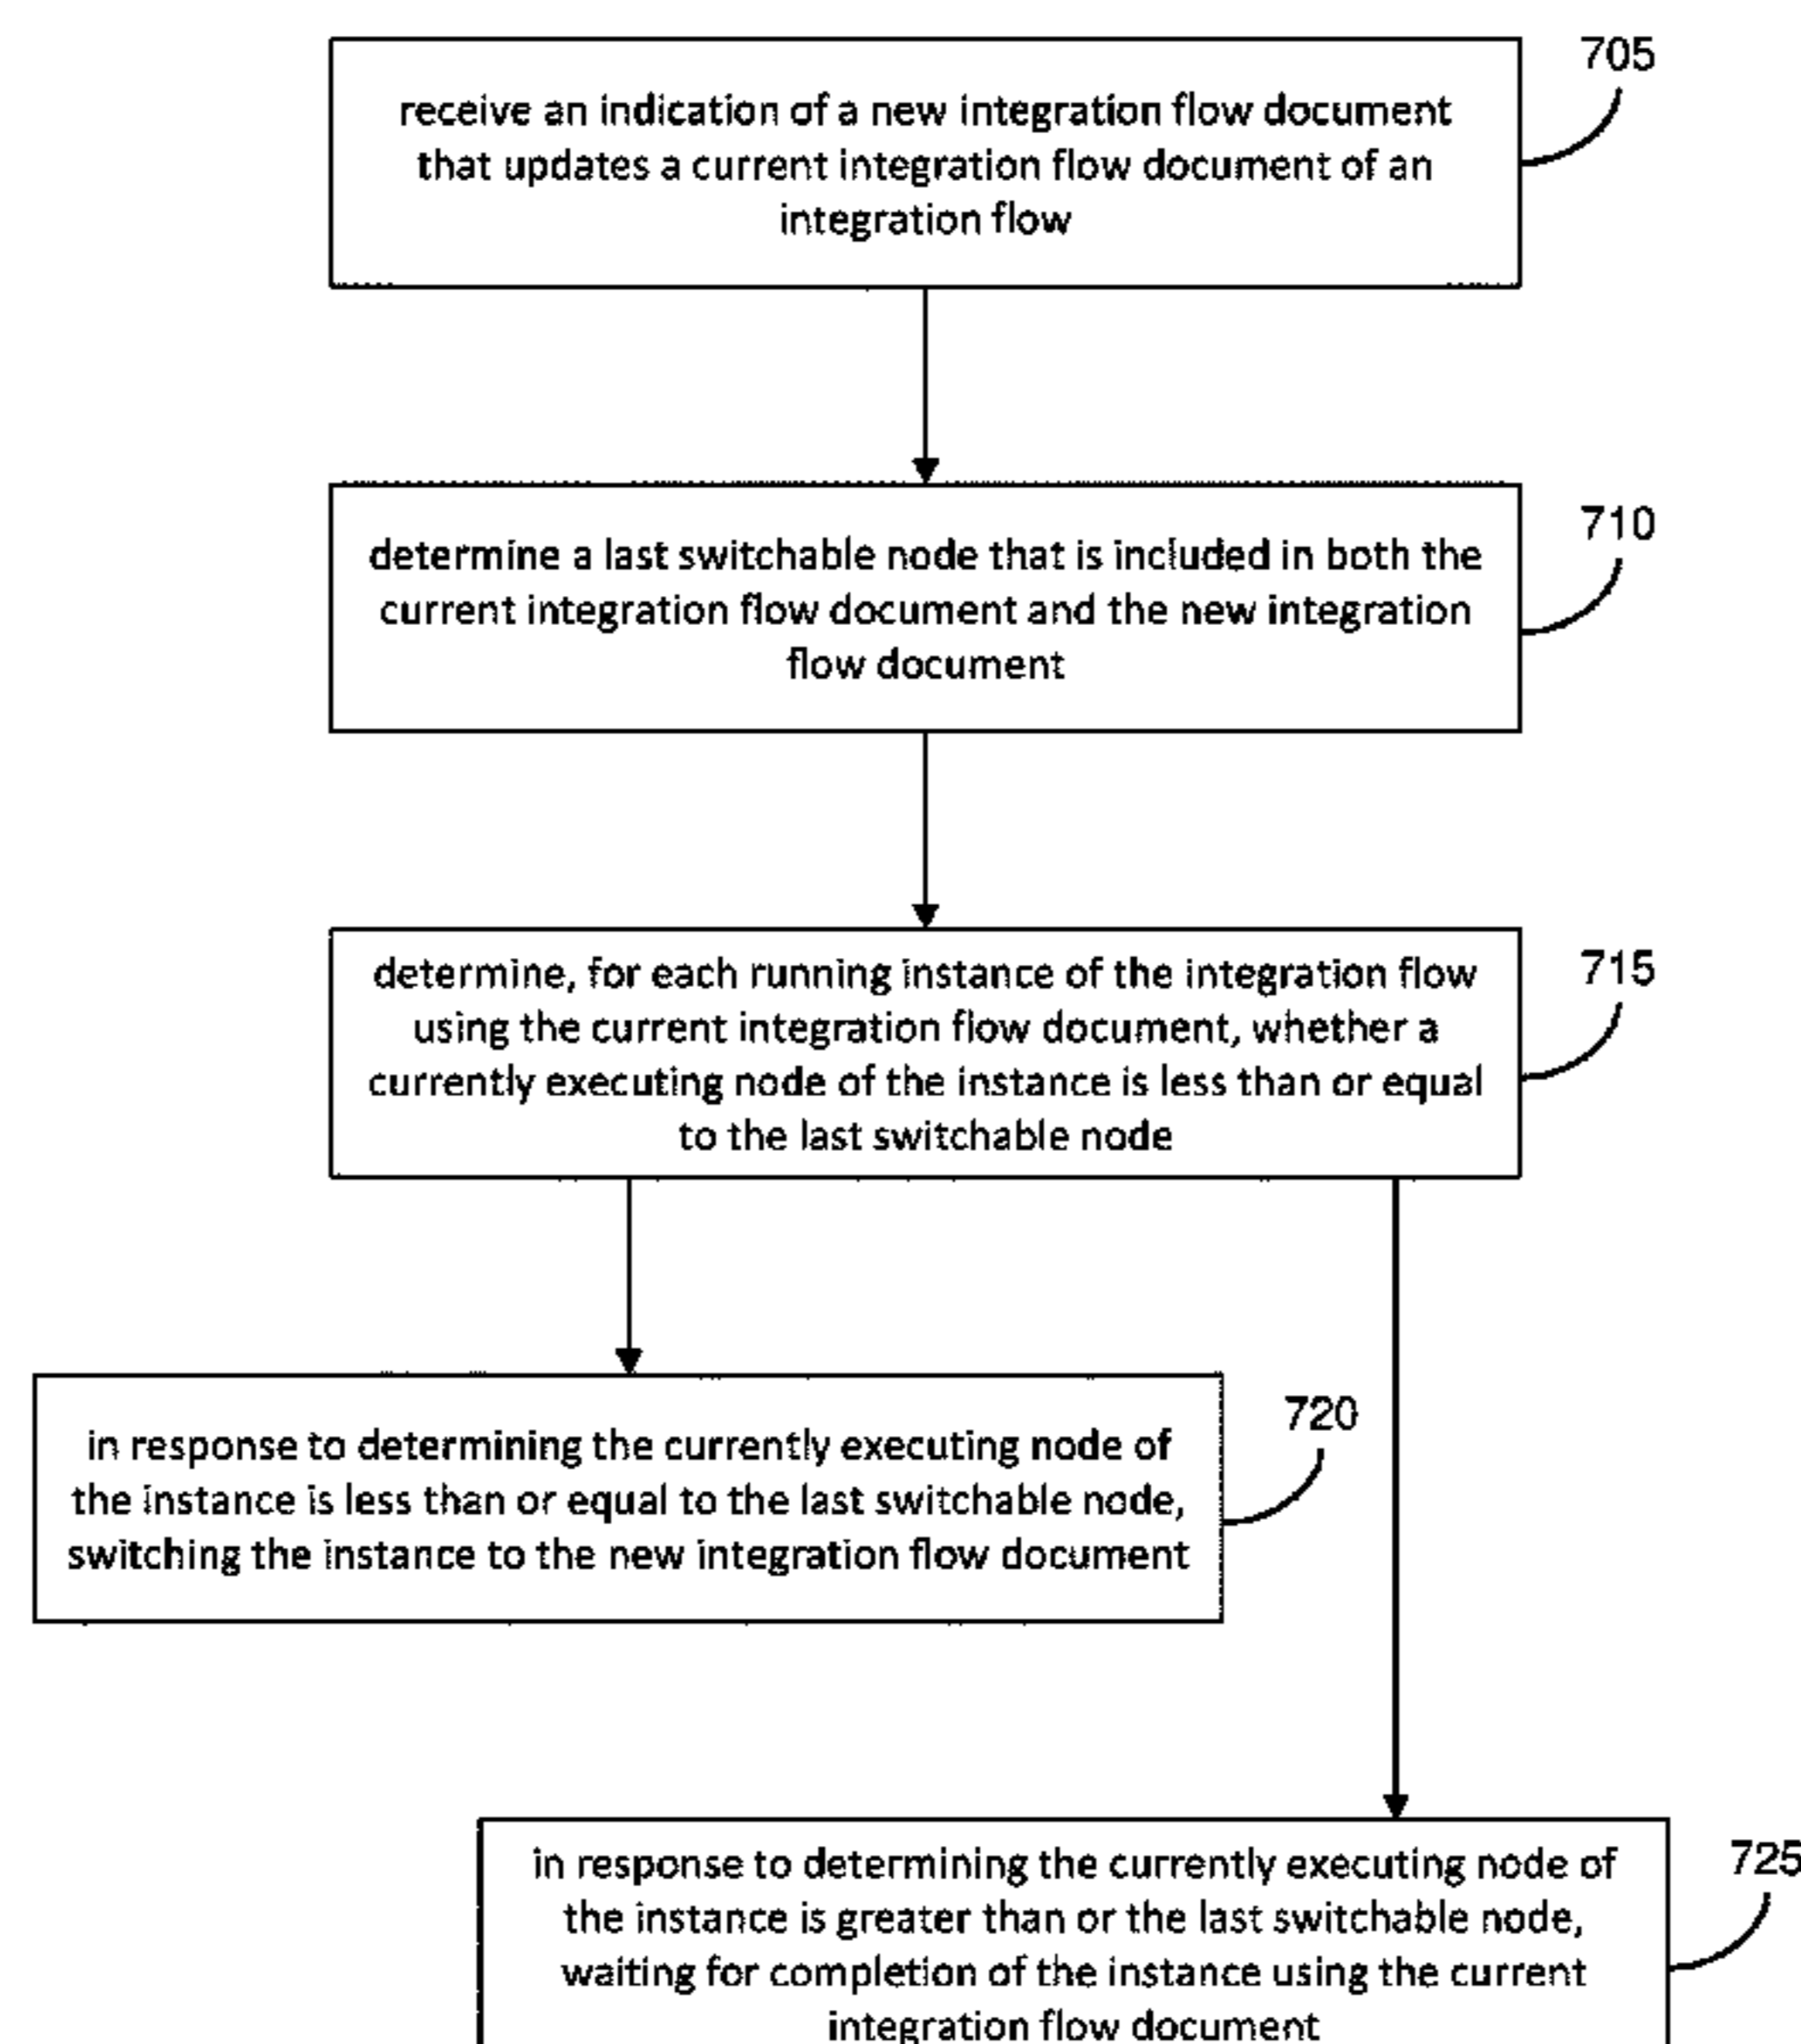 705
receive an indication of a new integration flow document
that updates a current integration flow document of an
integration flow
710
determine a last switchable node that is included in both the
current integration flow document and the new integration
flow document
715
determine, for each running instance of the integration flow
using the current integration flow document, whether a
currently executing node of the instance is less than or equal
to the last switchable node
720
in response to determining the currently executing node of
the instance is less than or equal to the last switchable node,
switching the instance to the new integration flow document
725
in response to determining the currently executing node of
the instance is greater than or the last switchable node,
waiting for completion of the instance using the current
integration flow document